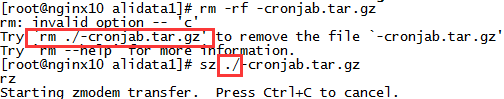 [root@nginx10 alidata1]# rm -rf -cronjab.tar.gz
rm: invalid option -- 'c'
Try `rm ./-cronjab.tar.gz' to remove the file `-cronjab.tar.gz'
Try `rm --help' for more information.
[root@nginx10 alidata1]# sz ./-cronjab.tar.gz
rz
Starting zmodem transfer.  Press Ctrl+C to cancel.